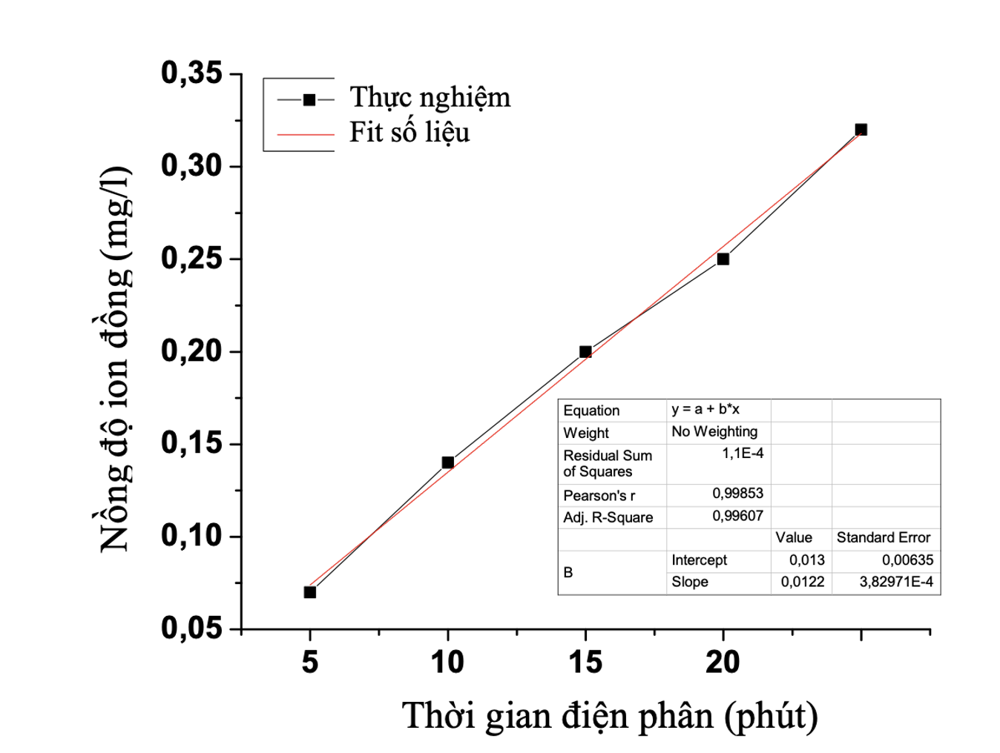 0,35
0,30
0,25
0,20
0,15
0,10
0,05
Nồng độ ion đồng (mg/l)
Thực nghiệm
Fit số liệu
Equation y = a + b*x
Weight No Weighting
Residual Sum
of Squares 1,1E-4
Pearson's r 0,99853
Adj. R-Square 0,99607
Value Standard Error
B Intercept 0,013 0,00635
Slope 0,0122 3,82971E-4
5 10 15 20
Thời gian điện phân (phút)